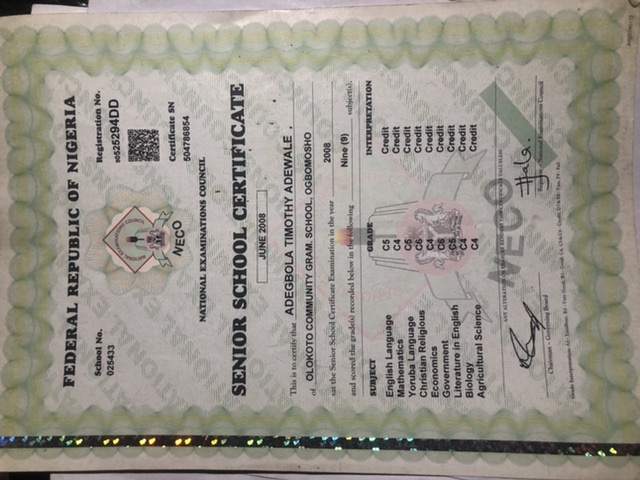 FEDERAL REPUBLIC OF NIGERIA
School No.
025433
Registration No.
525294DD
NECO
Certificate SN
504786854
NATIONAL EXAMINATIONS COUNCIL
SENIOR SCHOOL CERTIFICATE
JUNE 2008
This is to certify that ADEGBOLA TIMOTHY ADEWALE .
of OLOKOTO COMMUNITY GRAM. SCHOOL, OGBOMOSHO
sat the Senior School Certificate Examination in the year 2008
and scored the grade(s) recorded below in the following Nine (9) subject(s).
SUBJECT GRADE INTERPRETATION
English Language C5 Credit
Mathematics C4 Credit
Yoruba Language Credit
Christian Religious C6 Credit
Economics C4 Credit
Government C6 Credit
Literature in English C5 Credit
Biology C4 Credit
Agricultural Science C4 Credit
NECO
Chairman - Governing Board